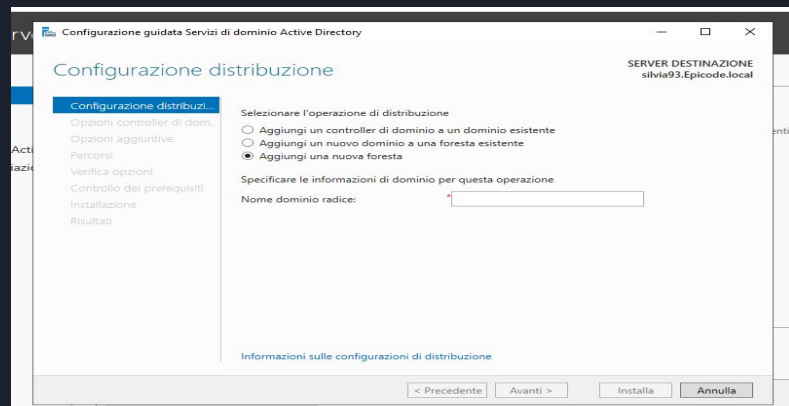 Configurazione guidata Servizi di dominio Active Directory
Configurazione distribuzione
SERVER DESTINAZIONE
silvia93.Epicode.local
Configurazione distribuzi...
Opzioni controller di dom...
Opzioni aggiuntive
Percorsi
Verifica opzioni
Controllo dei prerequisiti
Installazione
Risultati
Selezionare l'operazione di distribuzione
Aggiungi un controller di dominio a un dominio esistente
Aggiungi un nuovo dominio a una foresta esistente
Aggiungi una nuova foresta
Specificare le informazioni di dominio per questa operazione
Nome dominio radice: *
Informazioni sulle configurazioni di distribuzione
< Precedente Avanti > Installa Annulla